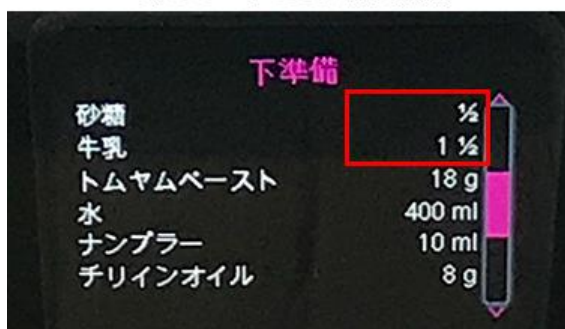 下準備
砂糖 ½
牛乳 1 ½
トムヤムペースト 18 g
水 400 ml
ナンプラー 10 ml
チリインオイル 8 g